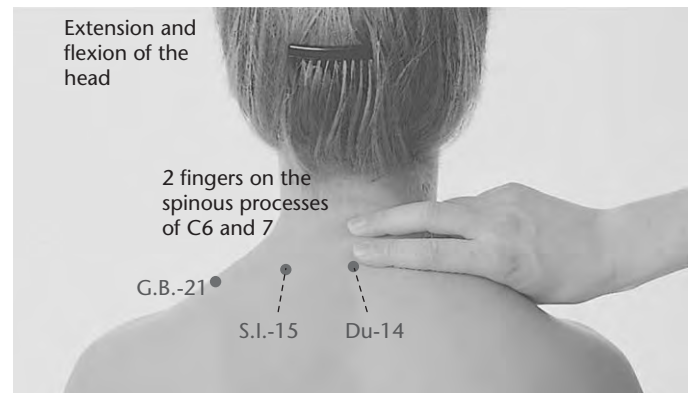 Extension and
flexion of the
head
2 fingers on the
spinous processes
of C6 and 7
G.B.-21
S.I.-15
Du-14